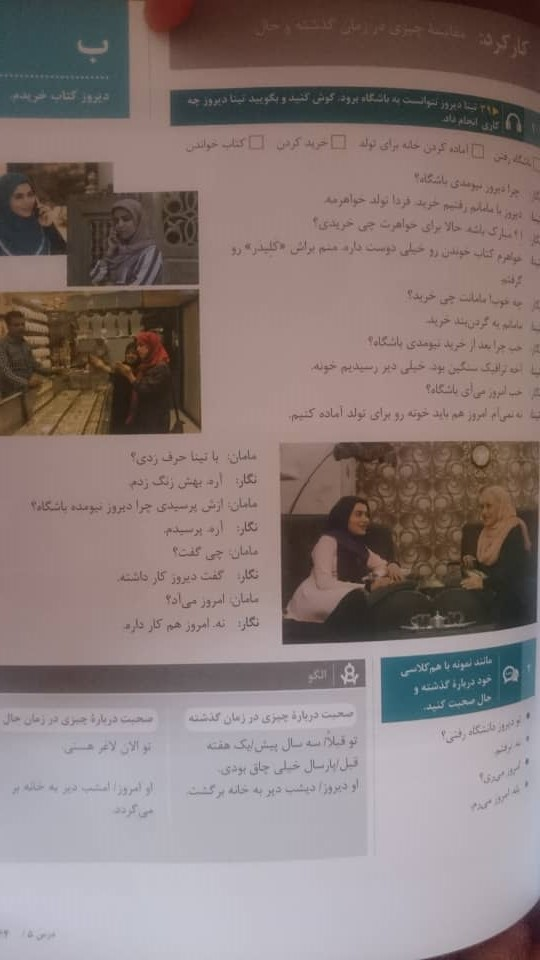 کارکرد: مقایسهٔ چیزی در زمان گذشته و حال
ب
دیروز کتاب خریدم.
۱
۳۹ تینا دیروز نتوانست به باشگاه برود. گوش کنید و بگویید تینا دیروز چه
کاری انجام داد.
باشگاه رفتن □ آماده کردن خانه برای تولد □ خرید کردن □ کتاب خواندن □
چرا دیروز نیومدی باشگاه؟
دیروز با مامانم رفتیم خرید. فردا تولد خواهرمه.
مبارک باشه. حالا برای خواهرت چی خریدی؟
خواهرم کتاب خوندن رو خیلی دوست داره. منم براش «کلیدر» رو
گرفتم.
چه خوب! مامانت چی خرید؟
مامانم یه گردن‌بند خرید.
خب چرا بعد از خرید نیومدی باشگاه؟
آخه ترافیک سنگین بود. خیلی دیر رسیدیم خونه.
خب امروز می‌آی باشگاه؟
نه نمی‌آم. امروز هم باید خونه رو برای تولد آماده کنیم.
مامان: با تینا حرف زدی؟
نگار: آره. بهش زنگ زدم.
مامان: ازش پرسیدی چرا دیروز نیومده باشگاه؟
نگار: آره. پرسیدم.
مامان: چی گفت؟
نگار: گفت دیروز کار داشته.
مامان: امروز می‌آد؟
نگار: نه. امروز هم کار داره.
۲
مانند نمونه با هم‌کلاسی
خود دربارهٔ گذشته و
حال صحبت کنید.
• تو دیروز دانشگاه رفتی؟
• نه نرفتم.
• امروز می‌ری؟
• بله امروز می‌رم.
الگو
صحبت دربارهٔ چیزی در زمان گذشته
تو قبلاً/ سه سال پیش/یک هفته
قبل/پارسال خیلی چاق بودی.
او دیروز/ دیشب دیر به خانه برگشت.
صحبت دربارهٔ چیزی در زمان حال
تو الان لاغر هستی.
او امروز/ امشب دیر به خانه بر
می‌گردد.
درس ۵ /